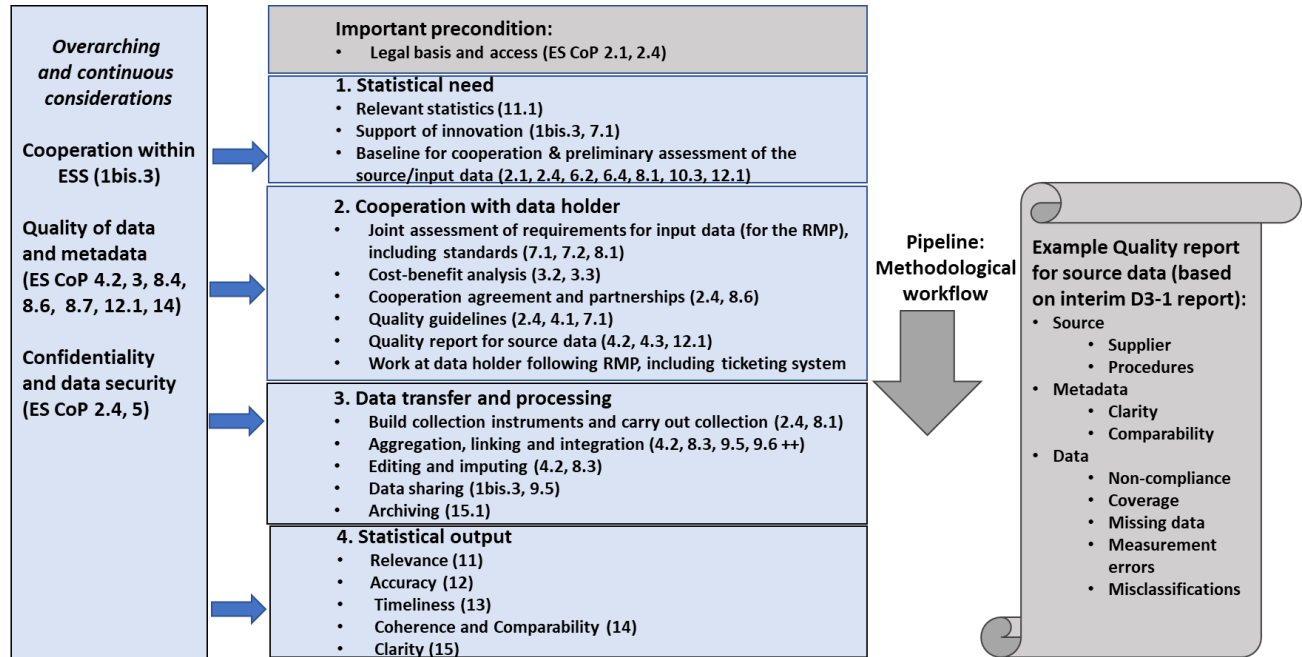 Overarching
and continuous
considerations
Cooperation within
ESS (1bis.3)
Quality of data
and metadata
(ES CoP 4.2, 3, 8.4,
8.6,  8.7, 12.1, 14)
Confidentiality
and data security
(ES CoP 2.4, 5)
Important precondition:
• Legal basis and access (ES CoP 2.1, 2.4)
1. Statistical need
• Relevant statistics (11.1)
• Support of innovation (1bis.3, 7.1)
• Baseline for cooperation & preliminary assessment of the
source/input data (2.1, 2.4, 6.2, 6.4, 8.1, 10.3, 12.1)
2. Cooperation with data holder
• Joint assessment of requirements for input data (for the RMP),
including standards (7.1, 7.2, 8.1)
• Cost-benefit analysis (3.2, 3.3)
• Cooperation agreement and partnerships (2.4, 8.6)
• Quality guidelines (2.4, 4.1, 7.1)
• Quality report for source data (4.2, 4.3, 12.1)
• Work at data holder following RMP, including ticketing system
3. Data transfer and processing
• Build collection instruments and carry out collection (2.4, 8.1)
• Aggregation, linking and integration (4.2, 8.3, 9.5, 9.6 ++)
• Editing and imputing (4.2, 8.3)
• Data sharing (1bis.3, 9.5)
• Archiving (15.1)
4. Statistical output
• Relevance (11)
• Accuracy (12)
• Timeliness (13)
• Coherence and Comparability (14)
• Clarity (15)
Pipeline:
Methodological
workflow
Example Quality report
for source data (based
on interim D3-1 report):
• Source
• Supplier
• Procedures
• Metadata
• Clarity
• Comparability
• Data
• Non-compliance
• Coverage
• Missing data
• Measurement
errors
• Misclassifications